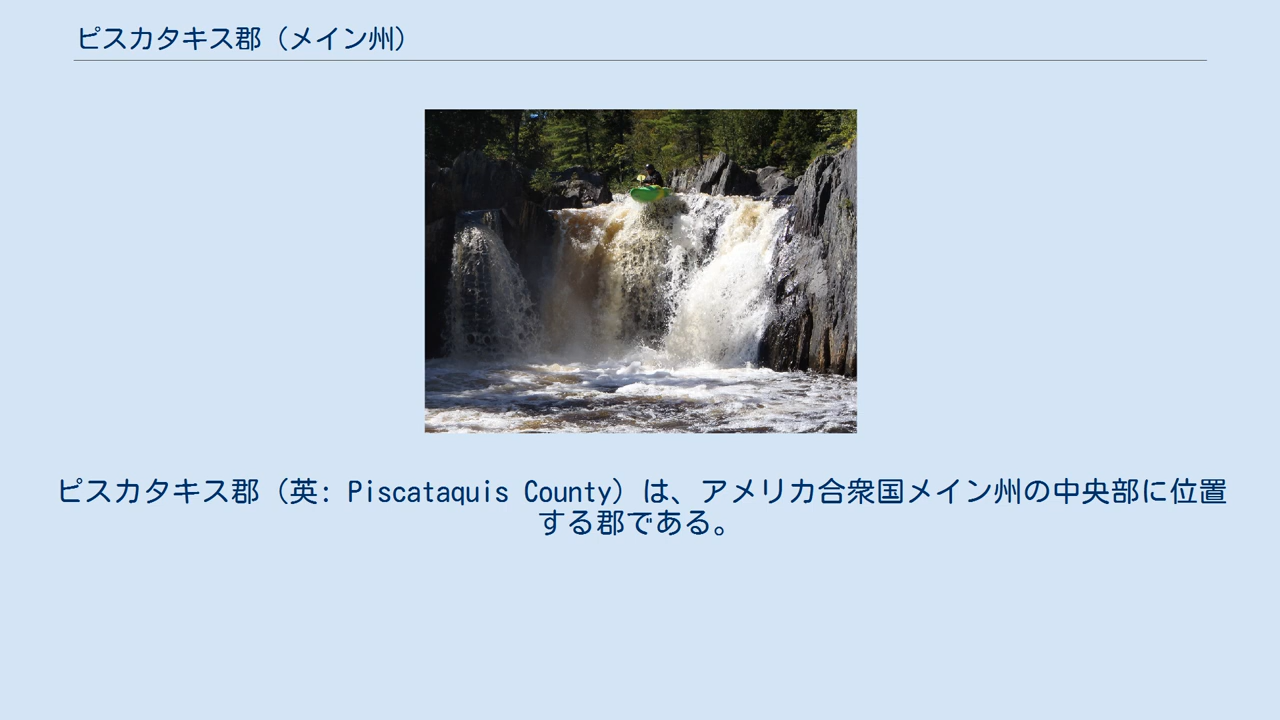 ピスカタキス郡（メイン州）
ピスカタキス郡（英: Piscataquis County）は、アメリカ合衆国メイン州の中央部に位置
する郡である。